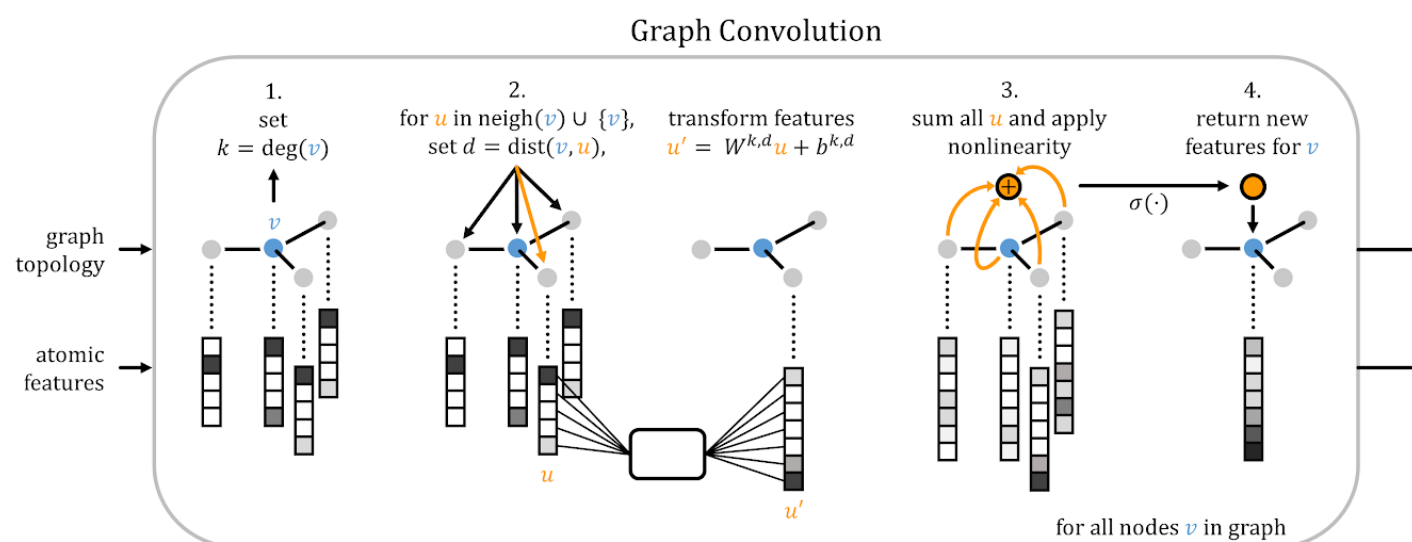 Graph Convolution
1.
set
k = deg(v)
2.
for u in neigh(v) ∪ {v},
set d = dist(v, u),
transform features
u′ = W^{k,d}u + b^{k,d}
3.
sum all u and apply
nonlinearity
4.
return new
features for v
v
+
σ(·)
graph
topology
atomic
features
u
u′
for all nodes v in graph